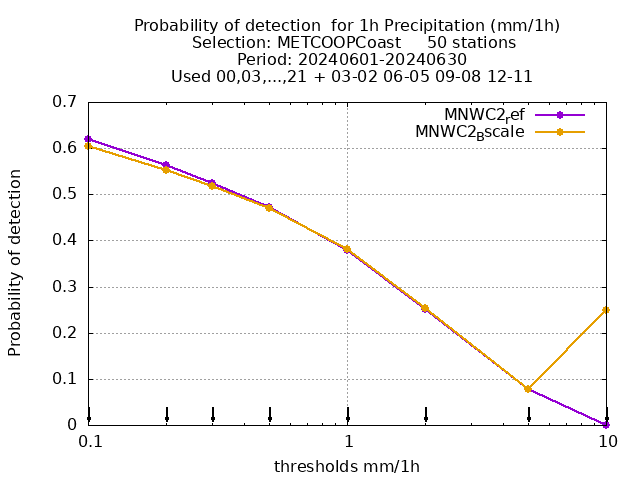 Probability of detection  for 1h Precipitation (mm/1h)
Selection: METCOOPCoast     50 stations
Period: 20240601-20240630
Used 00,03,...,21 + 03-02 06-05 09-08 12-11
0.7
0.6
0.5
0.4
0.3
0.2
0.1
0
Probability of detection
MNWC2ref
MNWC2Bscale
0.1
1
10
thresholds mm/1h